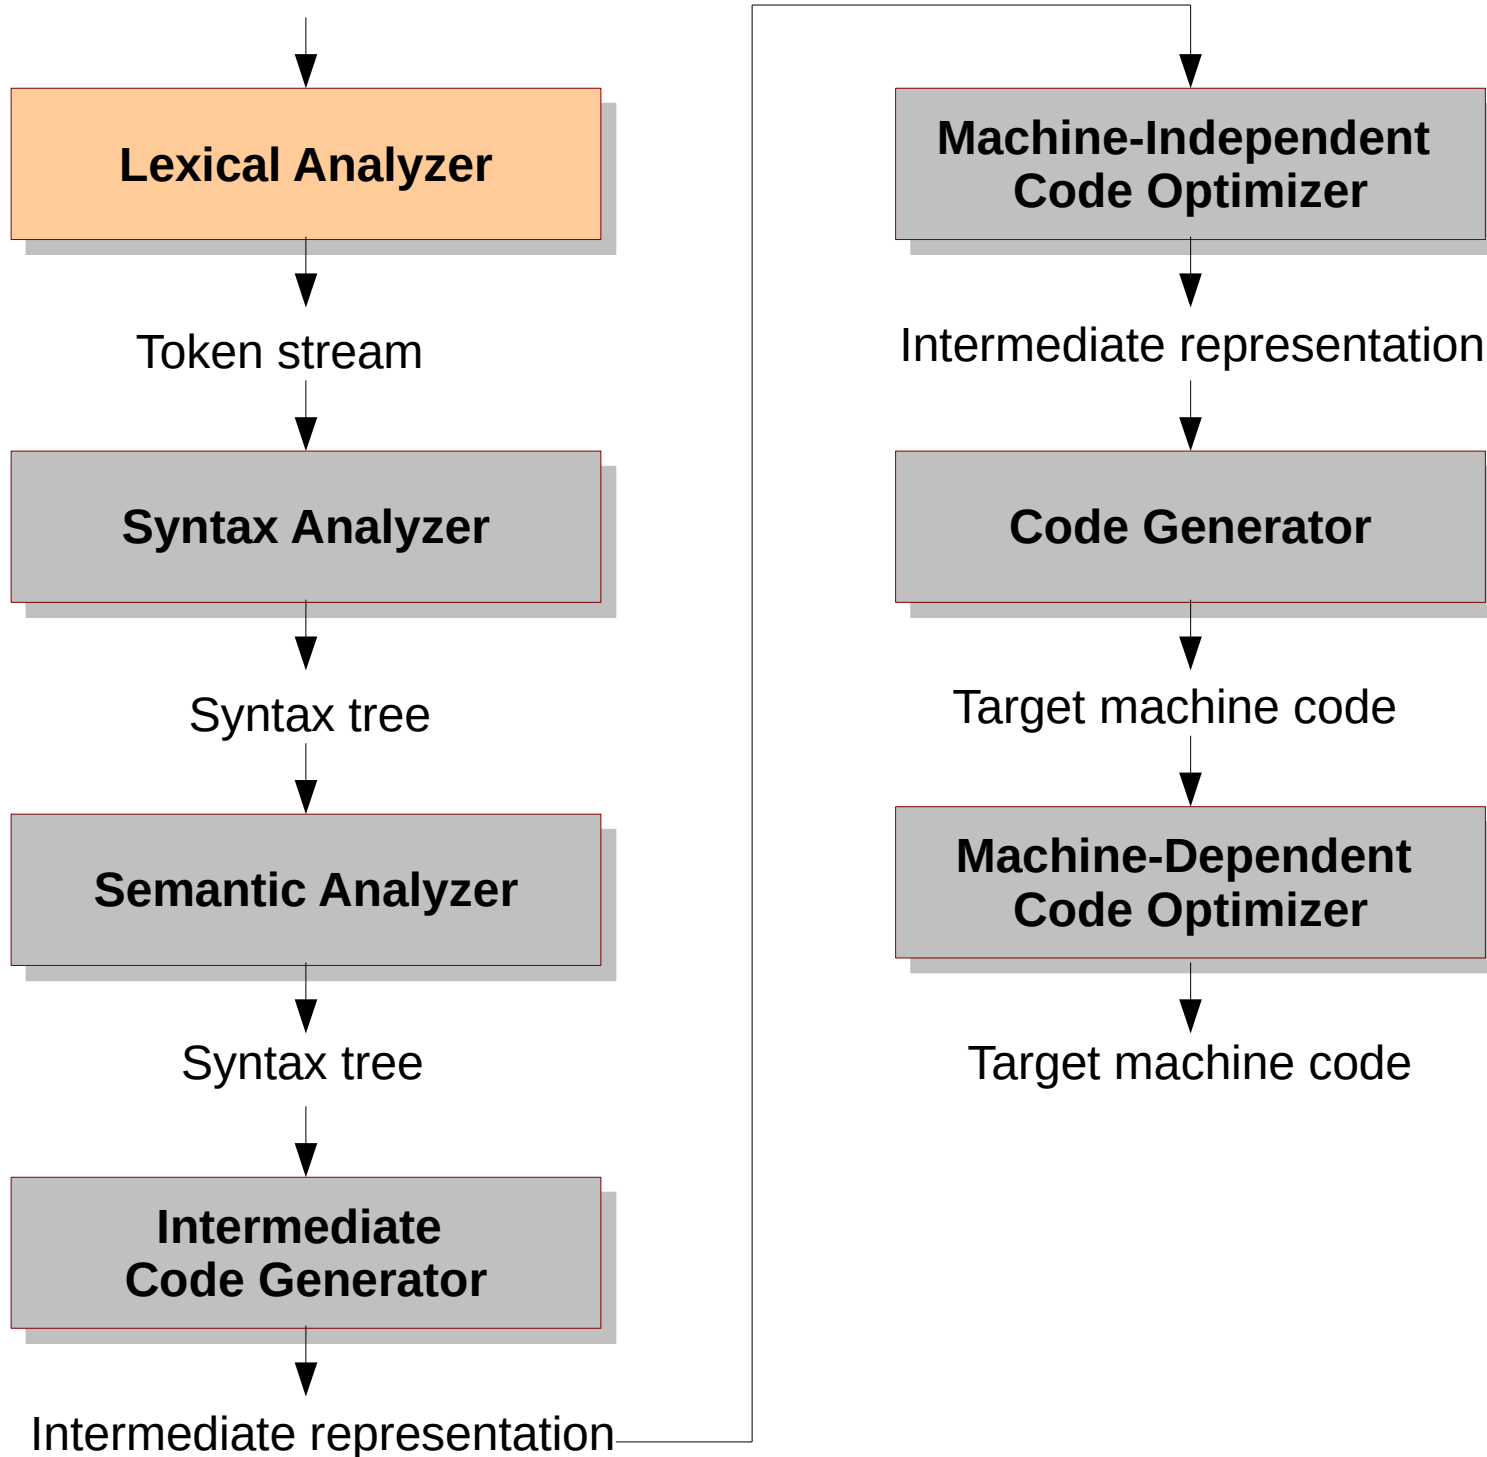 Lexical Analyzer
Token stream
Syntax Analyzer
Syntax tree
Semantic Analyzer
Syntax tree
Intermediate
Code Generator
Intermediate representation
Machine-Independent
Code Optimizer
Intermediate representation
Code Generator
Target machine code
Machine-Dependent
Code Optimizer
Target machine code